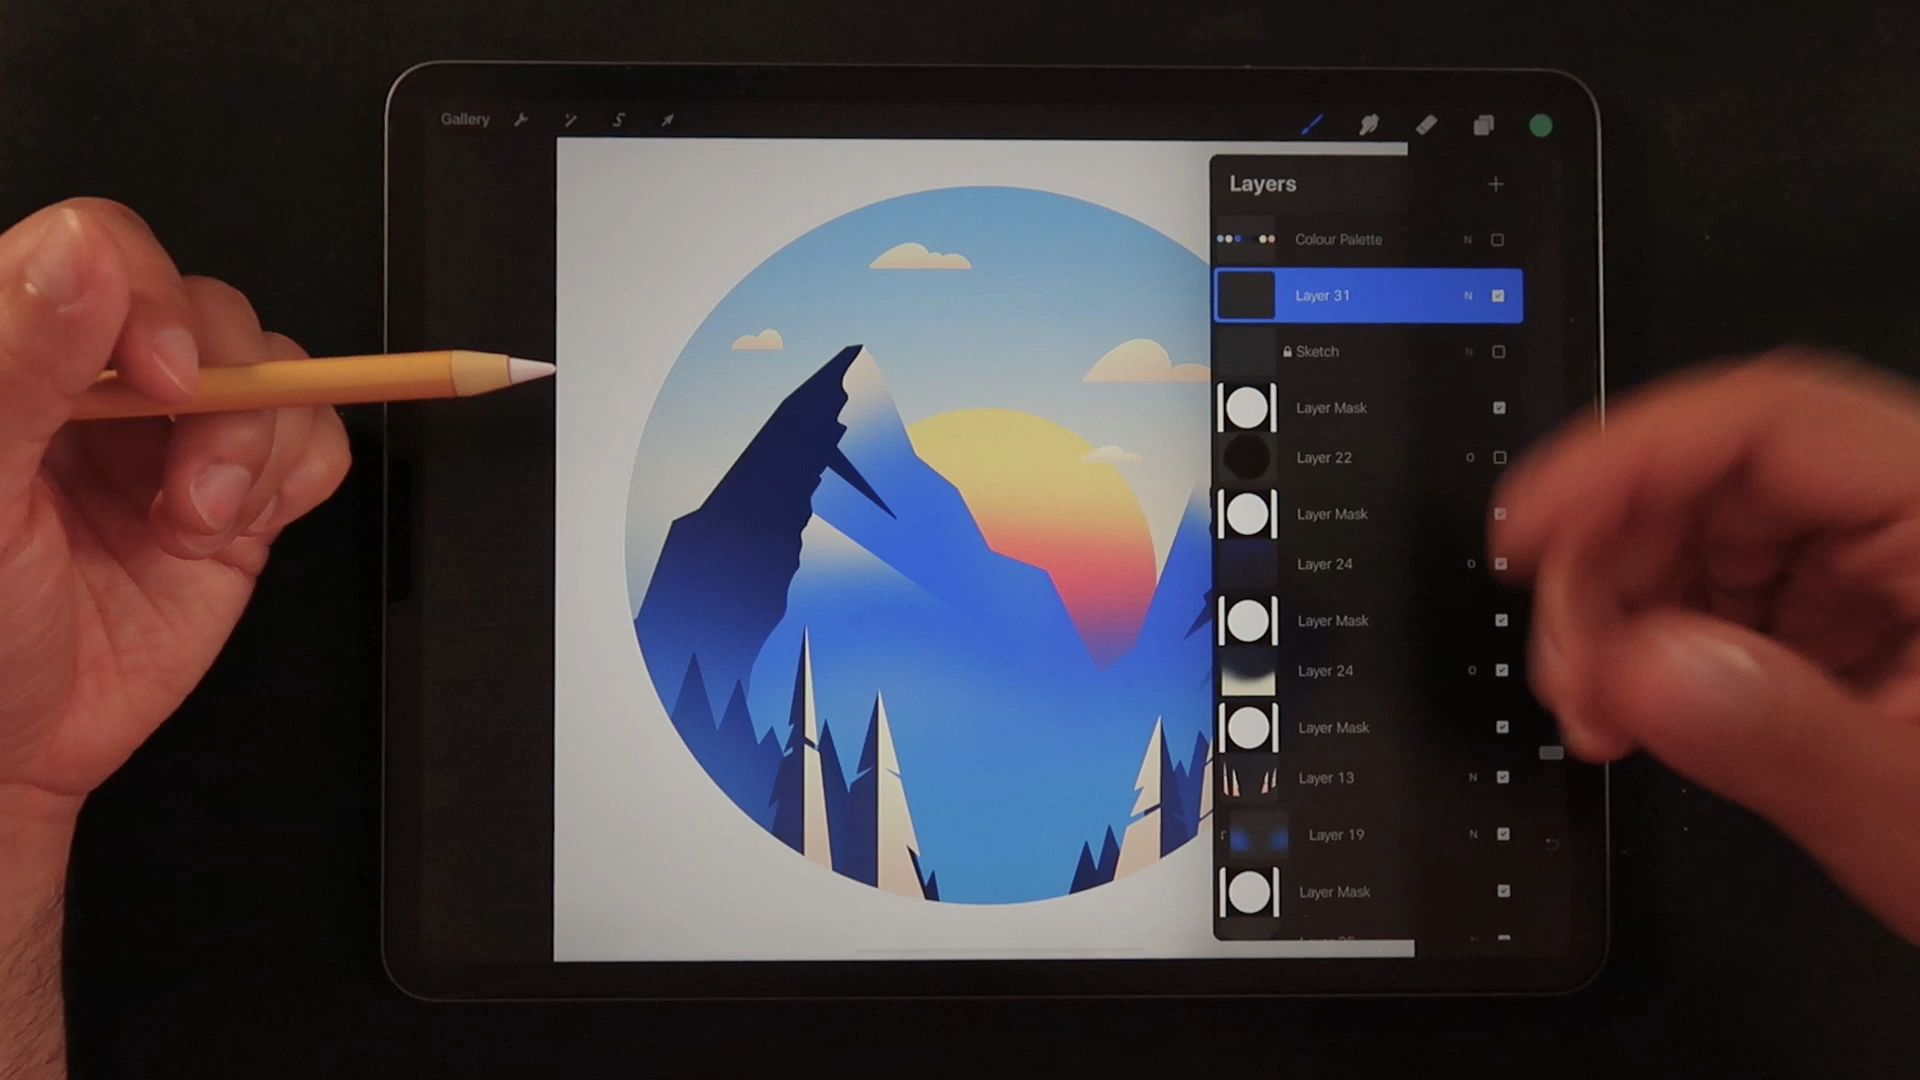 Gallery
Layers
Colour Palette N
Layer 31 N
Sketch N
Layer Mask
Layer 22 O
Layer Mask
Layer 24 O
Layer Mask
Layer 24 O
Layer Mask
Layer 13 N
Layer 19 N
Layer Mask